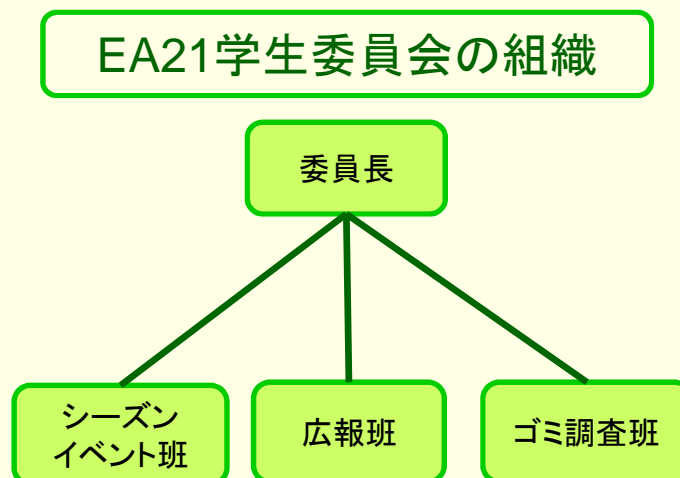 EA21学生委員会の組織
委員長
シーズン
イベント班
広報班
ゴミ調査班